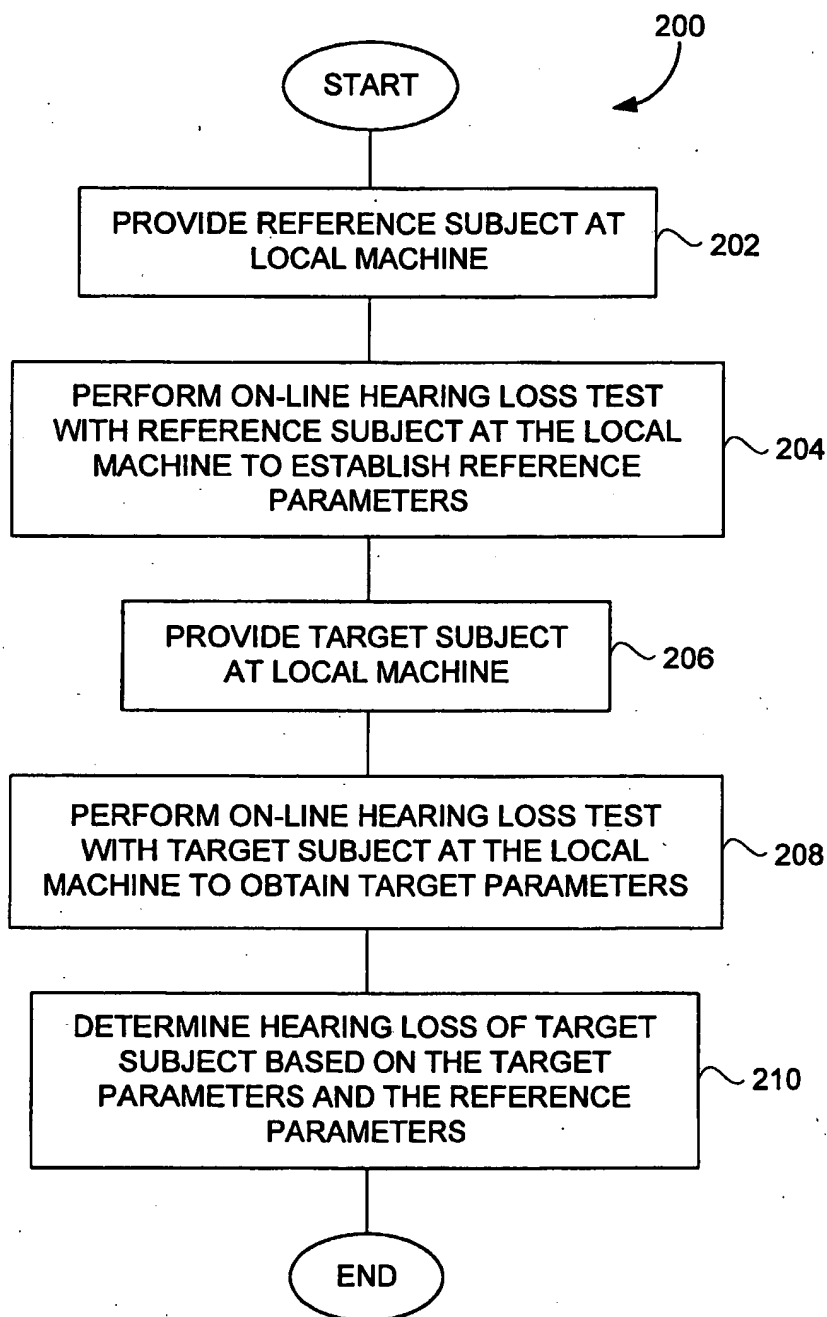 200
START
PROVIDE REFERENCE SUBJECT AT
LOCAL MACHINE
202
PERFORM ON-LINE HEARING LOSS TEST
WITH REFERENCE SUBJECT AT THE LOCAL
MACHINE TO ESTABLISH REFERENCE
PARAMETERS
204
PROVIDE TARGET SUBJECT
AT LOCAL MACHINE
206
PERFORM ON-LINE HEARING LOSS TEST
WITH TARGET SUBJECT AT THE LOCAL
MACHINE TO OBTAIN TARGET PARAMETERS
208
DETERMINE HEARING LOSS OF TARGET
SUBJECT BASED ON THE TARGET
PARAMETERS AND THE REFERENCE
PARAMETERS
210
END